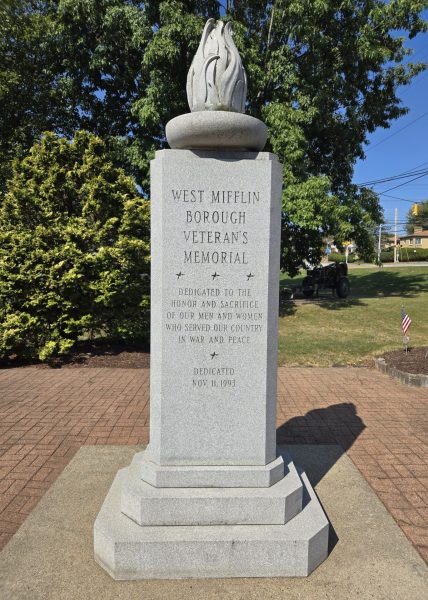 WEST MIFFLIN
BOROUGH
VETERAN'S
MEMORIAL
DEDICATED TO THE
HONOR AND SACRIFICE
OF OUR MEN AND WOMEN
WHO SERVED OUR COUNTRY
IN WAR AND PEACE
DEDICATED
NOV. 11, 1993